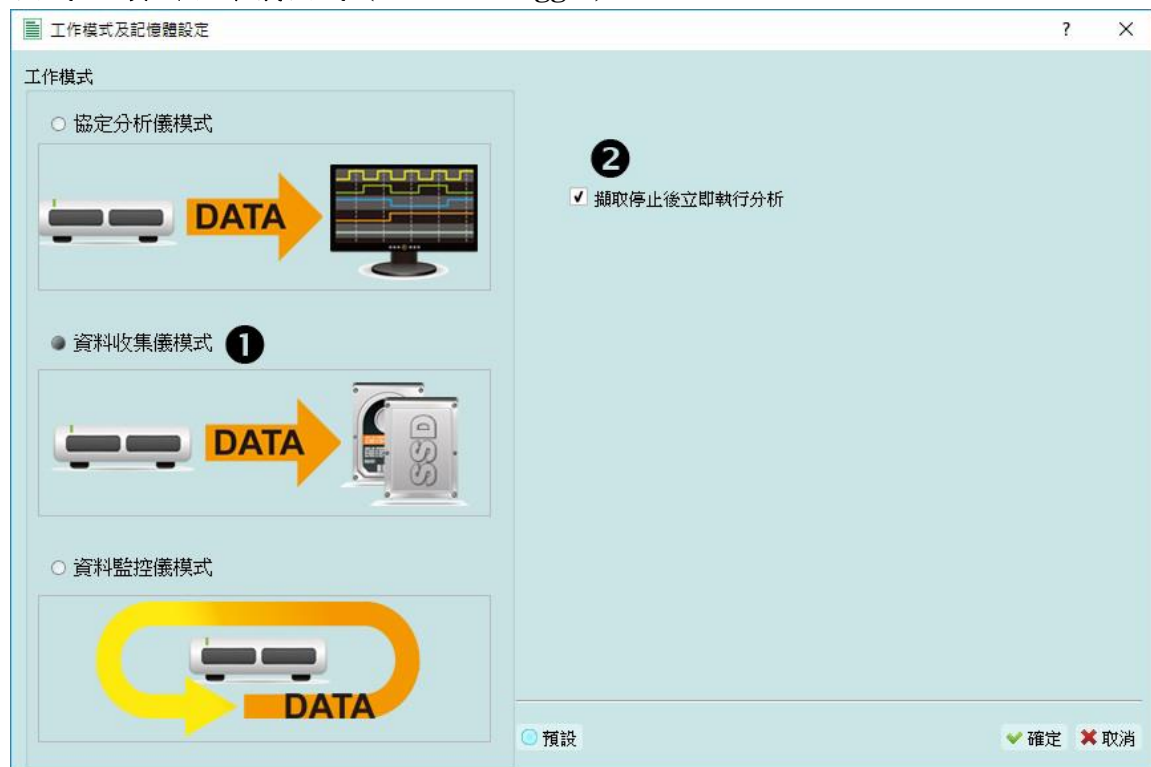 工作模式及記憶體設定
?
工作模式
協定分析儀模式
DATA
❷
擷取停止後立即執行分析
資料收集儀模式 ❶
DATA
SSD
資料監控儀模式
DATA
預設
確定 取消